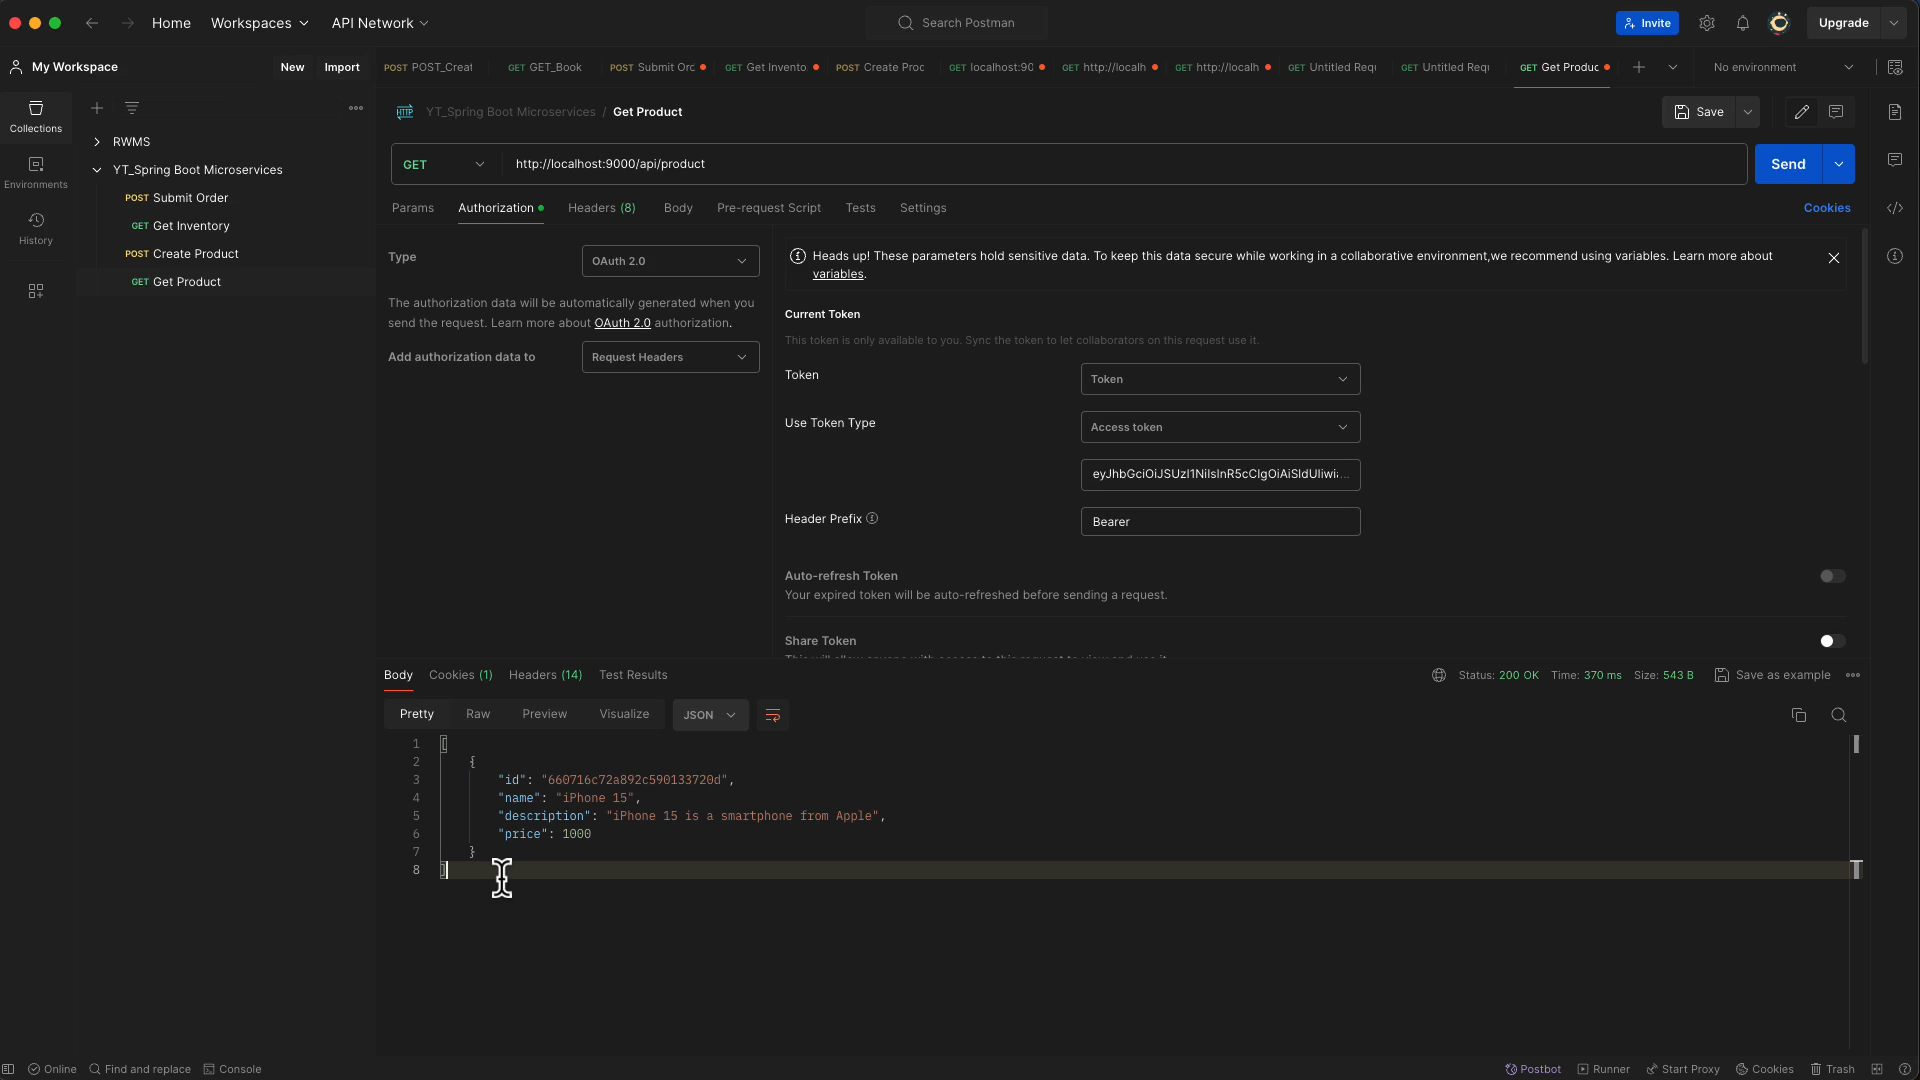 Home Workspaces API Network Search Postman Invite Upgrade
My Workspace New Import POST POST_Creat GET GET_Book POST Submit Orc GET Get Invento. POST Create Proc GET localhost:90 GET http://localh GET http://localh GET Untitled Requ GET Untitled Requ GET Get Produc No environment
Collections
Environments
History
RWMS
YT_Spring Boot Microservices
POST Submit Order
GET Get Inventory
POST Create Product
GET Get Product
HTTP YT_Spring Boot Microservices / Get Product Save
GET http://localhost:9000/api/product Send
Params Authorization Headers (8) Body Pre-request Script Tests Settings Cookies
Type OAuth 2.0
The authorization data will be automatically generated when you
send the request. Learn more about OAuth 2.0 authorization.
Add authorization data to Request Headers
Heads up! These parameters hold sensitive data. To keep this data secure while working in a collaborative environment,we recommend using variables. Learn more about
variables.
Current Token
This token is only available to you. Sync the token to let collaborators on this request use it.
Token Token
Use Token Type Access token
Header Prefix Bearer
Auto-refresh Token
Your expired token will be auto-refreshed before sending a request.
Share Token
Body Cookies (1) Headers (14) Test Results Status: 200 OK Time: 370 ms Size: 543 B Save as example
Pretty Raw Preview Visualize JSON
1 [
2 {
3 "id": "660716c72a892c590133720d",
4 "name": "iPhone 15",
5 "description": "iPhone 15 is a smartphone from Apple",
6 "price": 1000
7 }
8 ]
Online Find and replace Console Postbot Runner Start Proxy Cookies Trash